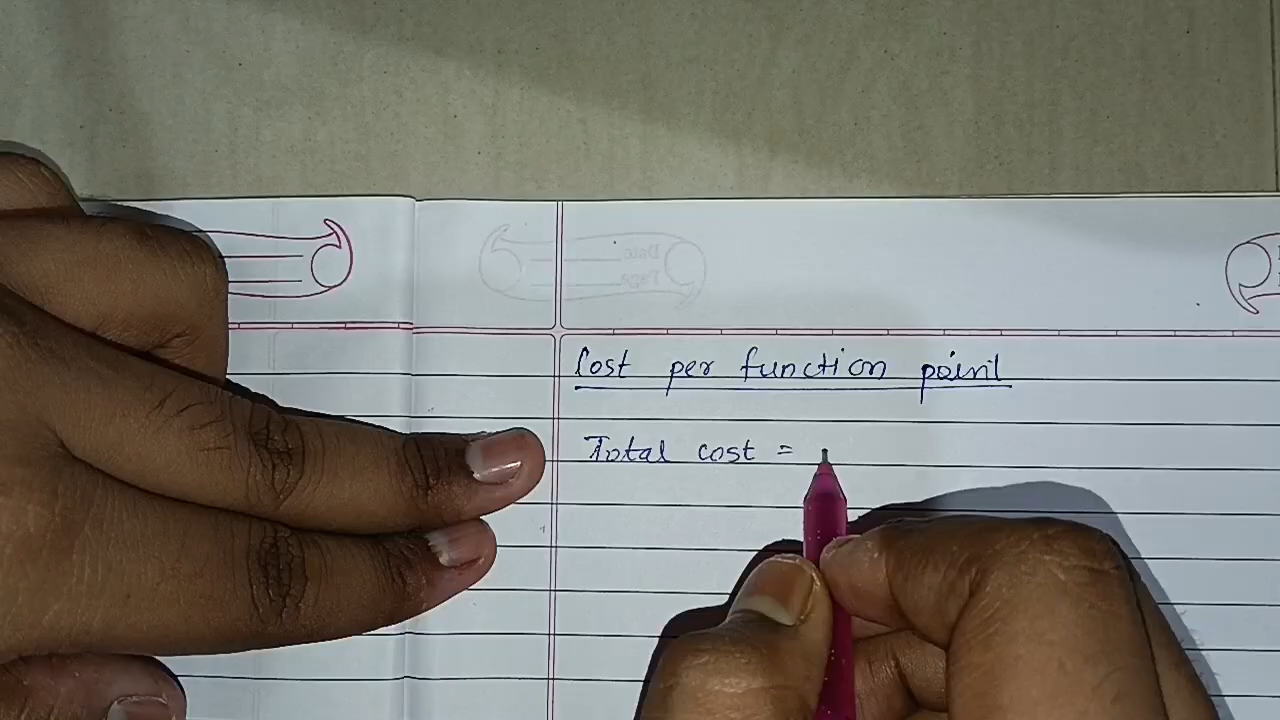 Cost per function point
Total cost =